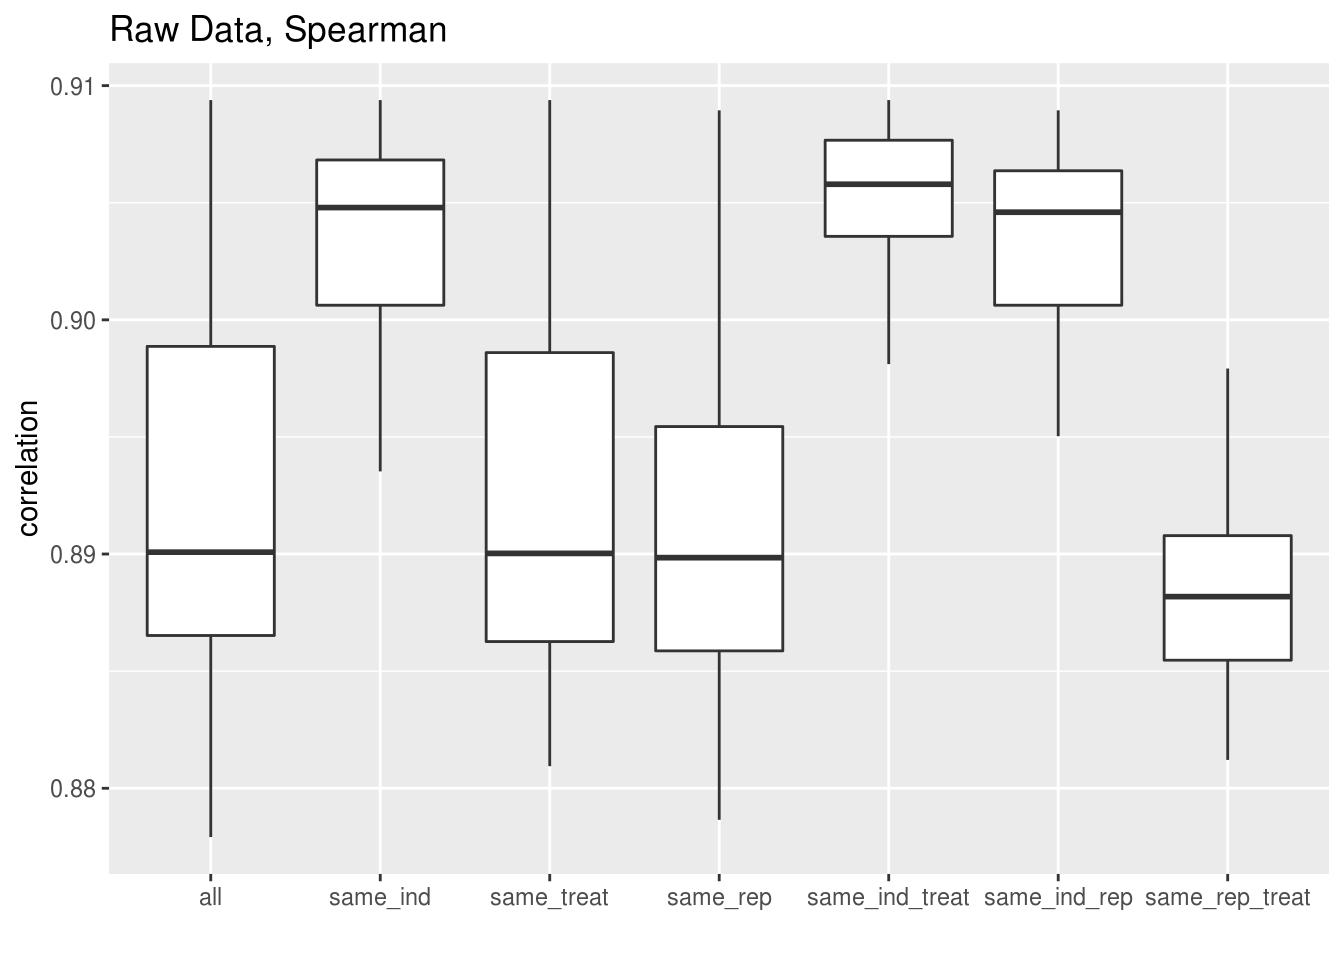 Raw Data, Spearman
0.91
0.90
0.89
0.88
correlation
all same_ind same_treat same_rep same_ind_treat same_ind_rep same_rep_treat